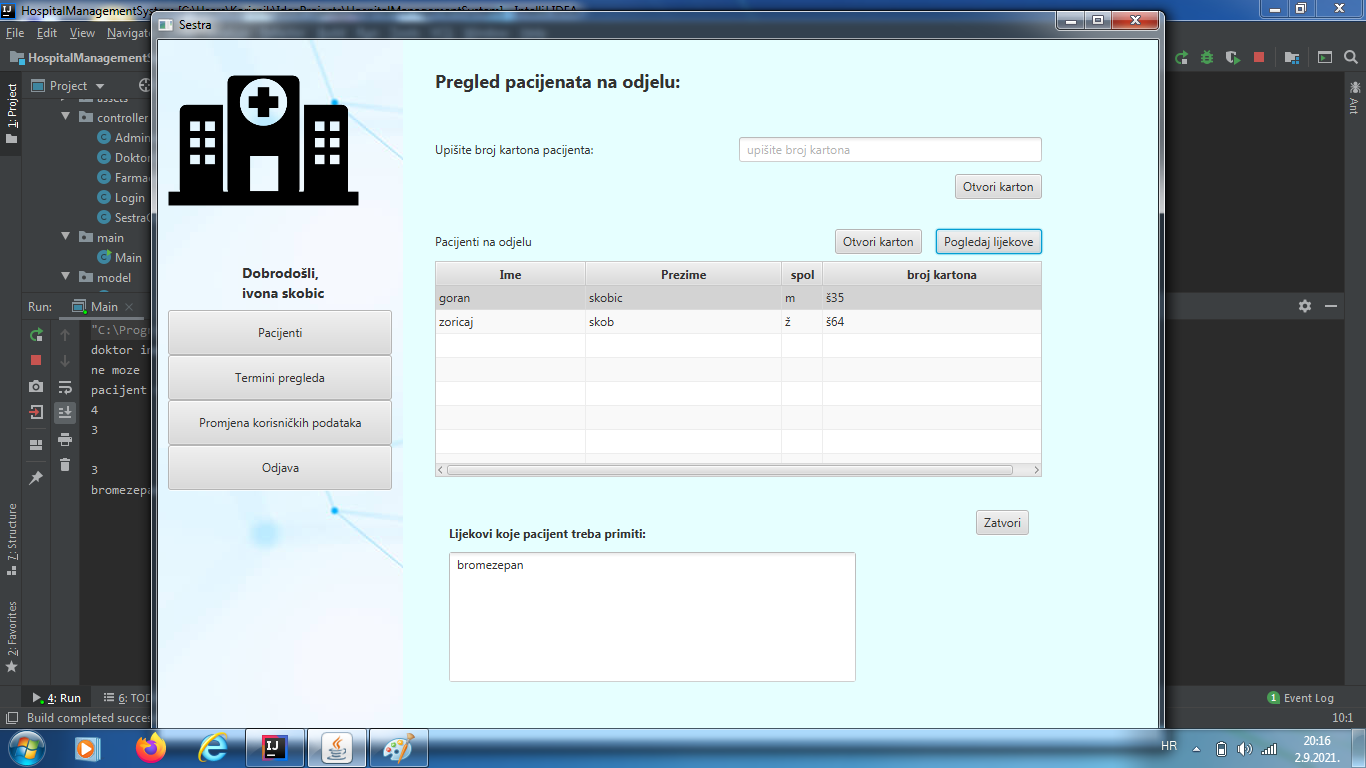 HospitalManagementSystem [C:\Users\Korisnik\IdeaProjects\HospitalManagementSystem] - IntelliJ IDEA
File Edit View Navigat
HospitalManagementS
Project
1: Project
assets
controller
Admin
Doktor
Farmac
Login
SestraC
main
Main
model
Run: Main
"C:\Progr
doktor in
ne moze
pacijent
4
3
3
bromezepa
7: Structure
2: Favorites
4: Run 6: TOD
Build completed succes
Ant
Event Log
1
10:1
Sestra
Dobrodošli,
ivona skobic
Pacijenti
Termini pregleda
Promjena korisničkih podataka
Odjava
Pregled pacijenata na odjelu:
Upišite broj kartona pacijenta: upišite broj kartona
Otvori karton
Pacijenti na odjelu Otvori karton Pogledaj lijekove
Ime Prezime spol broj kartona
goran skobic m š35
zoricaj skob ž š64
Zatvori
Lijekovi koje pacijent treba primiti:
bromezepan
HR
20:16
2.9.2021.